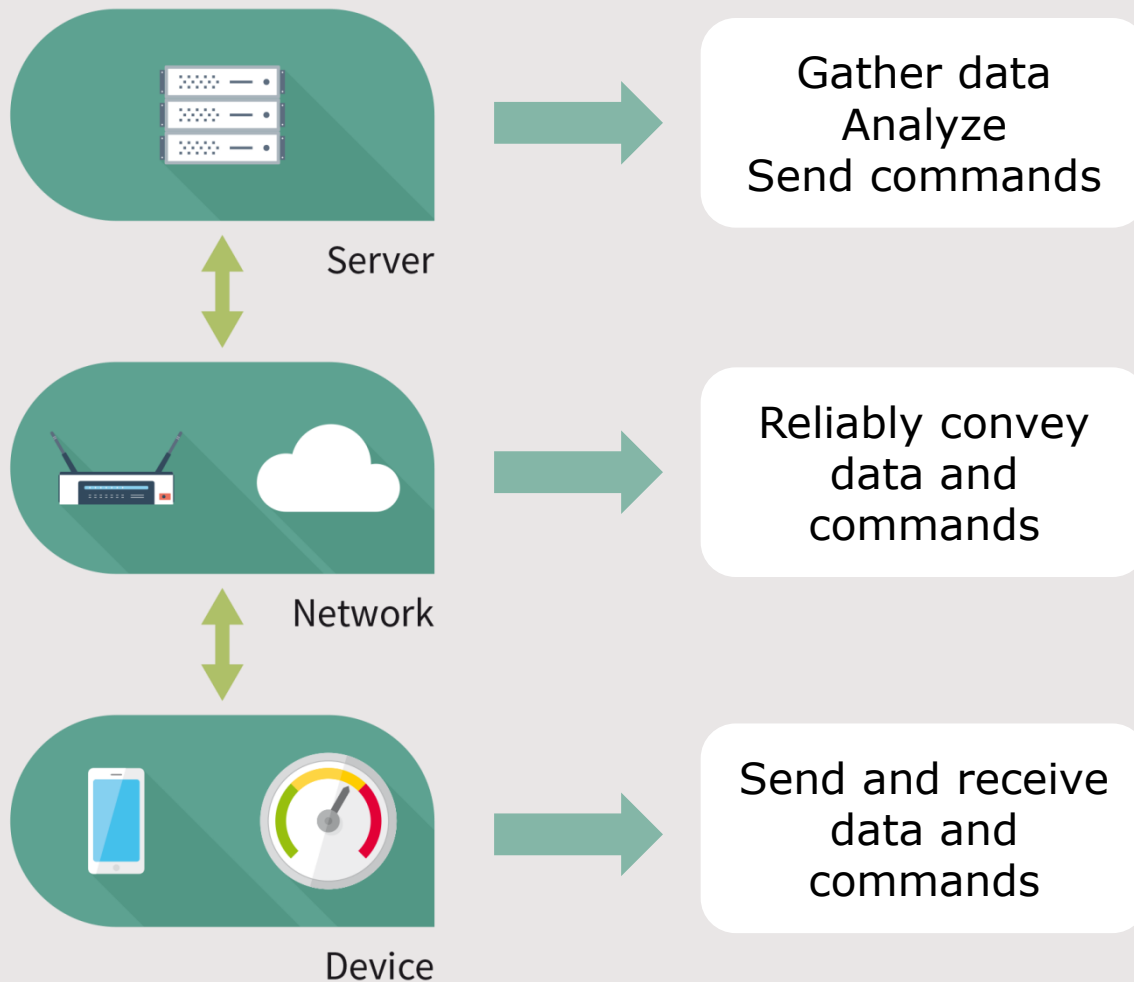 Gather data
Analyze
Send commands
Server
Reliably convey
data and
commands
Network
Send and receive
data and
commands
Device